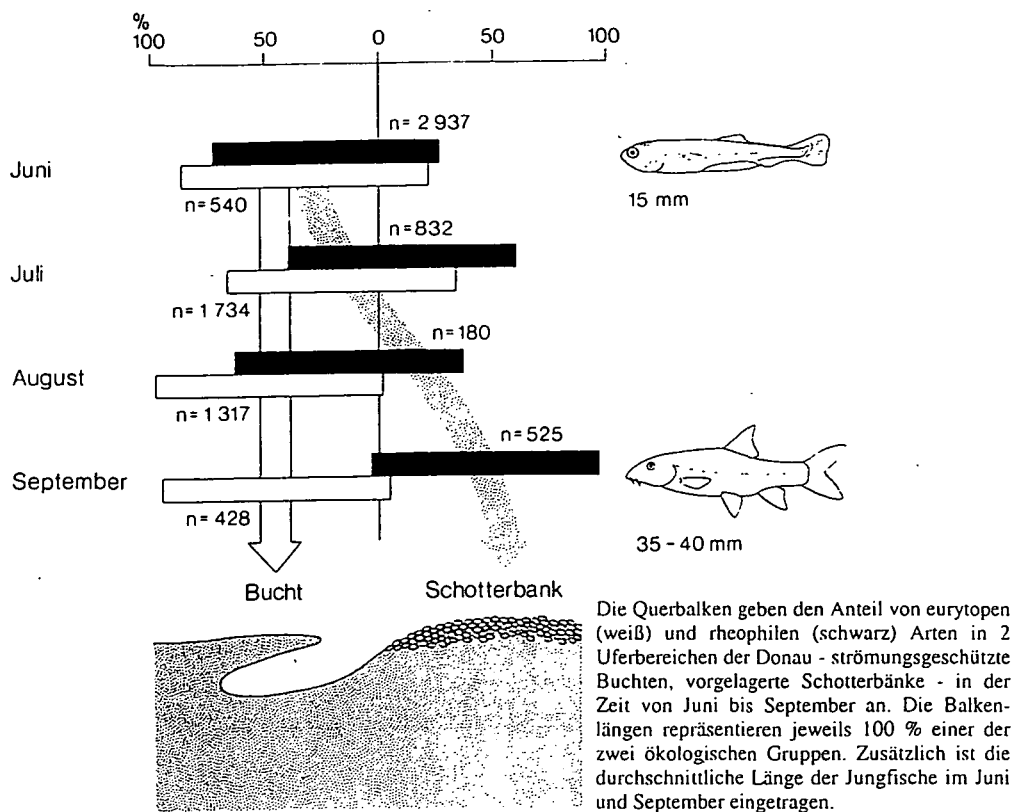 %
100 50 0 50 100
n= 2 937
Juni
15 mm
n= 540
n=832
Juli
n= 1 734
n=180
August
n= 1 317
n=525
September
n= 428
35 - 40 mm
Bucht Schotterbank
Die Querbalken geben den Anteil von eurytopen
(weiß) und rheophilen (schwarz) Arten in 2
Uferbereichen der Donau - strömungsgeschützte
Buchten, vorgelagerte Schotterbänke - in der
Zeit von Juni bis September an. Die Balken-
längen repräsentieren jeweils 100 % einer der
zwei ökologischen Gruppen. Zusätzlich ist die
durchschnittliche Länge der Jungfische im Juni
und September eingetragen.